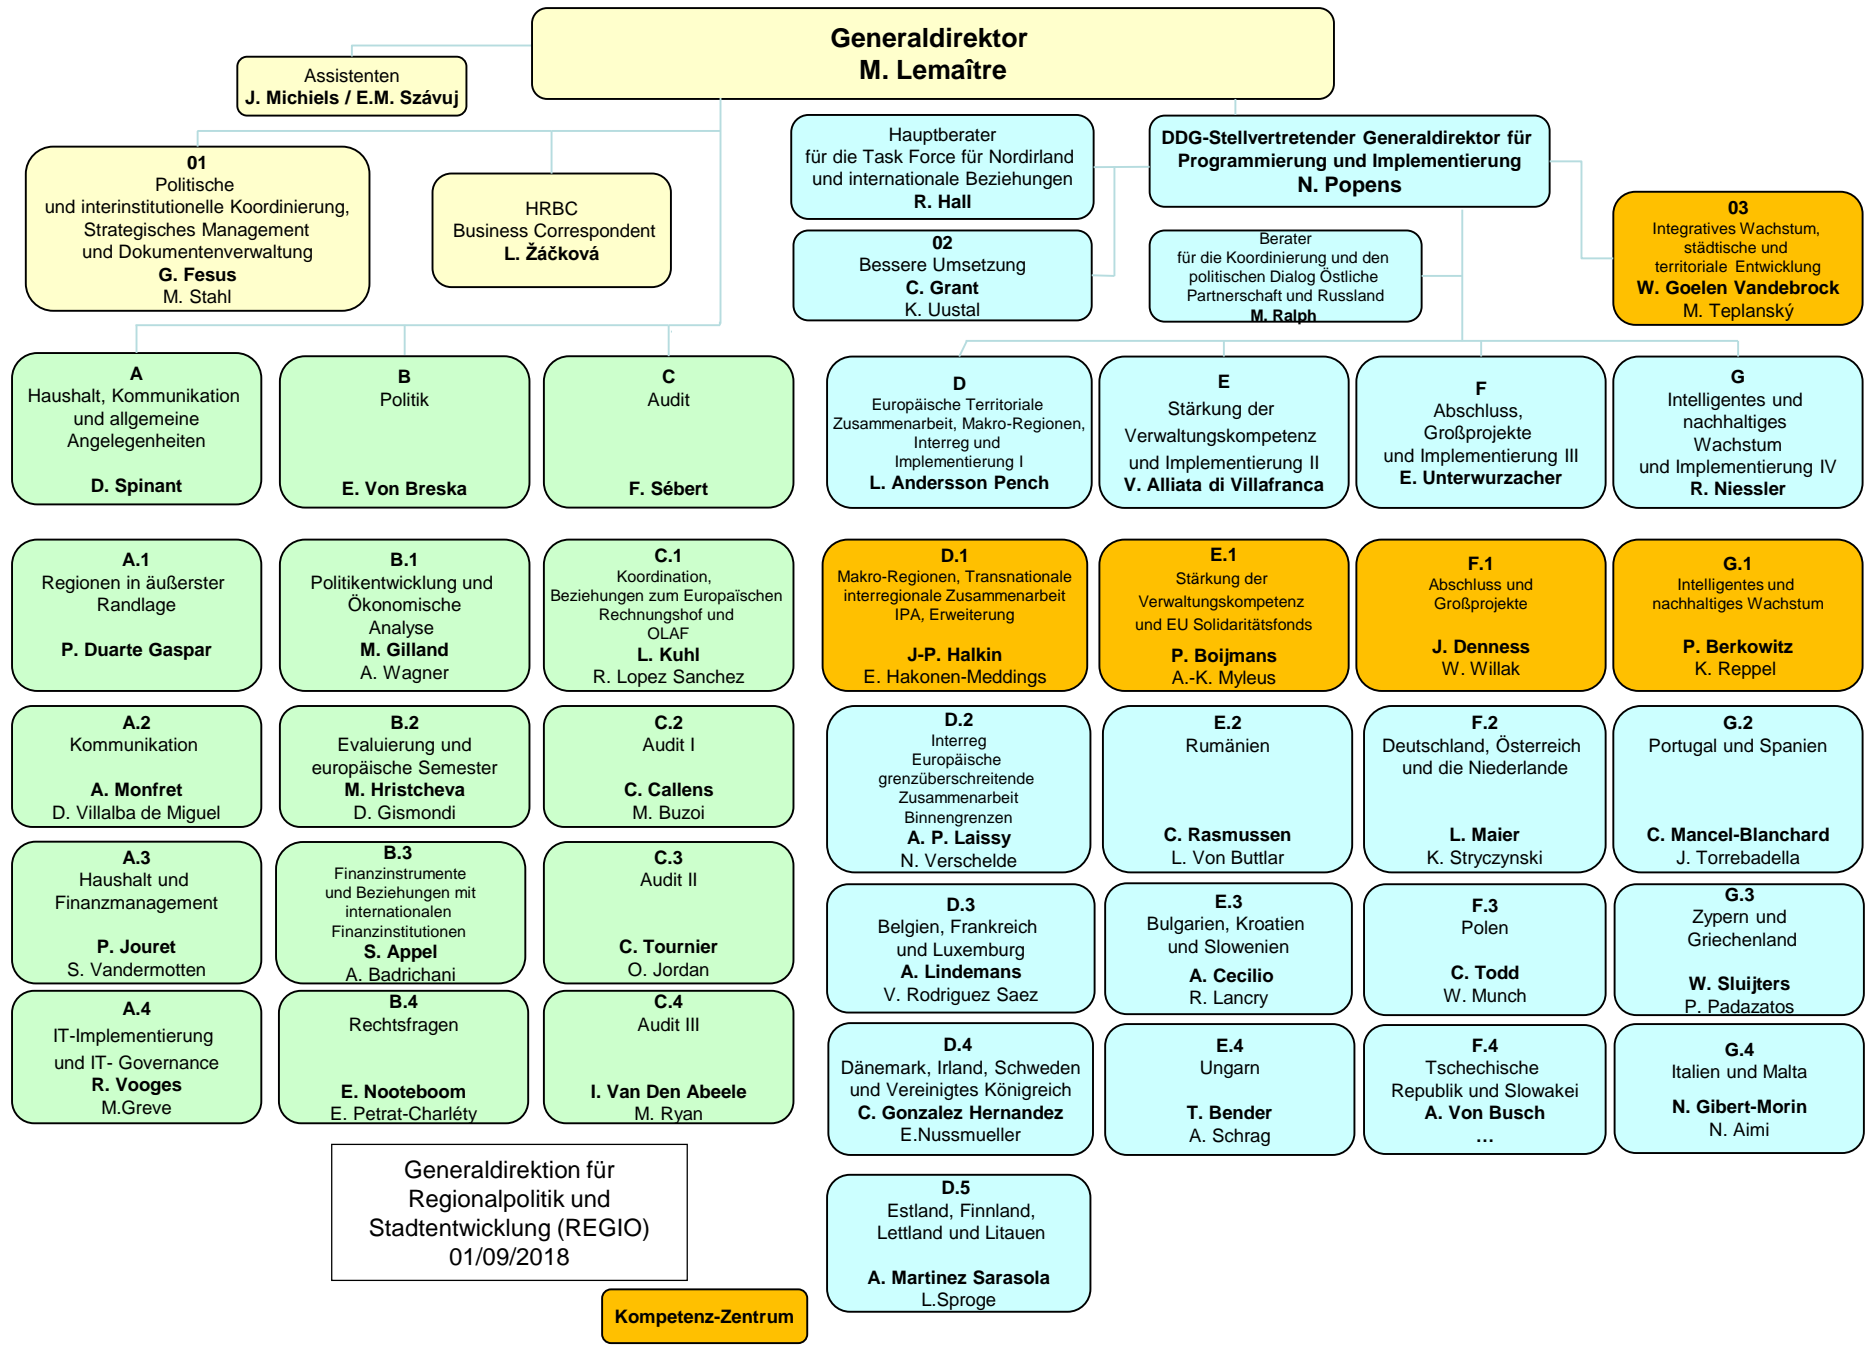 Generaldirektor
M. Lemaître
Assistenten
J. Michiels / E.M. Szávuj
01
Politische
und interinstitutionelle Koordinierung,
Strategisches Management
und Dokumentenverwaltung
G. Fesus
M. Stahl
HRBC
Business Correspondent
L. Žáčková
Hauptberater
für die Task Force für Nordirland
und internationale Beziehungen
R. Hall
DDG-Stellvertretender Generaldirektor für
Programmierung und Implementierung
N. Popens
02
Bessere Umsetzung
C. Grant
K. Uustal
Berater
für die Koordinierung und den
politischen Dialog Östliche
Partnerschaft und Russland
M. Ralph
03
Integratives Wachstum,
städtische und
territoriale Entwicklung
W. Goelen Vandebrock
M. Teplanský
A
Haushalt, Kommunikation
und allgemeine
Angelegenheiten
D. Spinant
B
Politik
E. Von Breska
C
Audit
F. Sébert
D
Europäische Territoriale
Zusammenarbeit, Makro-Regionen,
Interreg und
Implementierung I
L. Andersson Pench
E
Stärkung der
Verwaltungskompetenz
und Implementierung II
V. Alliata di Villafranca
F
Abschluss,
Großprojekte
und Implementierung III
E. Unterwurzacher
G
Intelligentes und
nachhaltiges
Wachstum
und Implementierung IV
R. Niessler
A.1
Regionen in äußerster
Randlage
P. Duarte Gaspar
B.1
Politikentwicklung und
Ökonomische
Analyse
M. Gilland
A. Wagner
C.1
Koordination,
Beziehungen zum Europaïschen
Rechnungshof und
OLAF
L. Kuhl
R. Lopez Sanchez
D.1
Makro-Regionen, Transnationale
interregionale Zusammenarbeit
IPA, Erweiterung
J-P. Halkin
E. Hakonen-Meddings
E.1
Stärkung der
Verwaltungskompetenz
und EU Solidaritätsfonds
P. Boijmans
A.-K. Myleus
F.1
Abschluss und
Großprojekte
J. Denness
W. Willak
G.1
Intelligentes und
nachhaltiges Wachstum
P. Berkowitz
K. Reppel
A.2
Kommunikation
A. Monfret
D. Villalba de Miguel
B.2
Evaluierung und
europäische Semester
M. Hristcheva
D. Gismondi
C.2
Audit I
C. Callens
M. Buzoi
D.2
Interreg
Europäische
grenzüberschreitende
Zusammenarbeit
Binnengrenzen
A. P. Laissy
N. Verschelde
E.2
Rumänien
C. Rasmussen
L. Von Buttlar
F.2
Deutschland, Österreich
und die Niederlande
L. Maier
K. Stryczynski
G.2
Portugal und Spanien
C. Mancel-Blanchard
J. Torrebadella
A.3
Haushalt und
Finanzmanagement
P. Jouret
S. Vandermotten
B.3
Finanzinstrumente
und Beziehungen mit
internationalen
Finanzinstitutionen
S. Appel
A. Badrichani
C.3
Audit II
C. Tournier
O. Jordan
D.3
Belgien, Frankreich
und Luxemburg
A. Lindemans
V. Rodriguez Saez
E.3
Bulgarien, Kroatien
und Slowenien
A. Cecilio
R. Lancry
F.3
Polen
C. Todd
W. Munch
G.3
Zypern und
Griechenland
W. Sluijters
P. Padazatos
A.4
IT-Implementierung
und IT- Governance
R. Vooges
M.Greve
B.4
Rechtsfragen
E. Nooteboom
E. Petrat-Charléty
C.4
Audit III
I. Van Den Abeele
M. Ryan
D.4
Dänemark, Irland, Schweden
und Vereinigtes Königreich
C. Gonzalez Hernandez
E.Nussmueller
E.4
Ungarn
T. Bender
A. Schrag
F.4
Tschechische
Republik und Slowakei
A. Von Busch
...
G.4
Italien und Malta
N. Gibert-Morin
N. Aimi
D.5
Estland, Finnland,
Lettland und Litauen
A. Martinez Sarasola
L.Sproge
Generaldirektion für
Regionalpolitik und
Stadtentwicklung (REGIO)
01/09/2018
Kompetenz-Zentrum